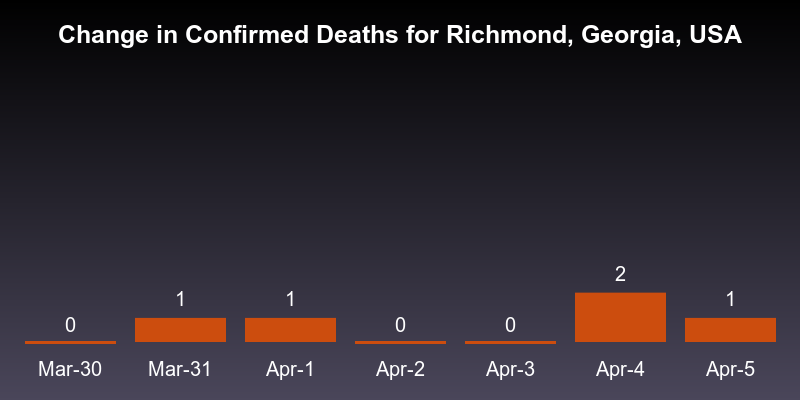 Change in Confirmed Deaths for Richmond, Georgia, USA
0 1 1 0 0 2 1
Mar-30 Mar-31 Apr-1 Apr-2 Apr-3 Apr-4 Apr-5